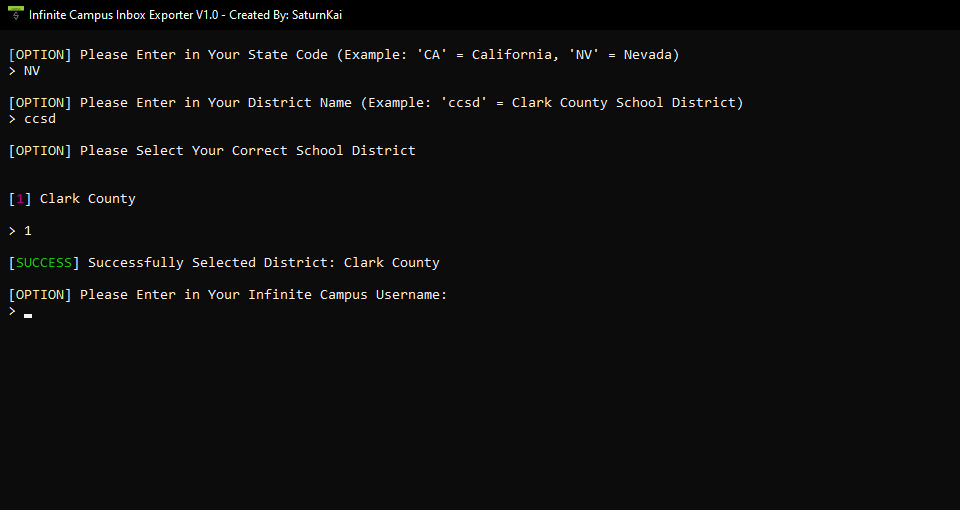 Infinite Campus Inbox Exporter V1.0 - Created By: SaturnKai
[OPTION] Please Enter in Your State Code (Example: 'CA' = California, 'NV' = Nevada)
> NV
[OPTION] Please Enter in Your District Name (Example: 'ccsd' = Clark County School District)
> ccsd
[OPTION] Please Select Your Correct School District
[1] Clark County
> 1
[SUCCESS] Successfully Selected District: Clark County
[OPTION] Please Enter in Your Infinite Campus Username:
>